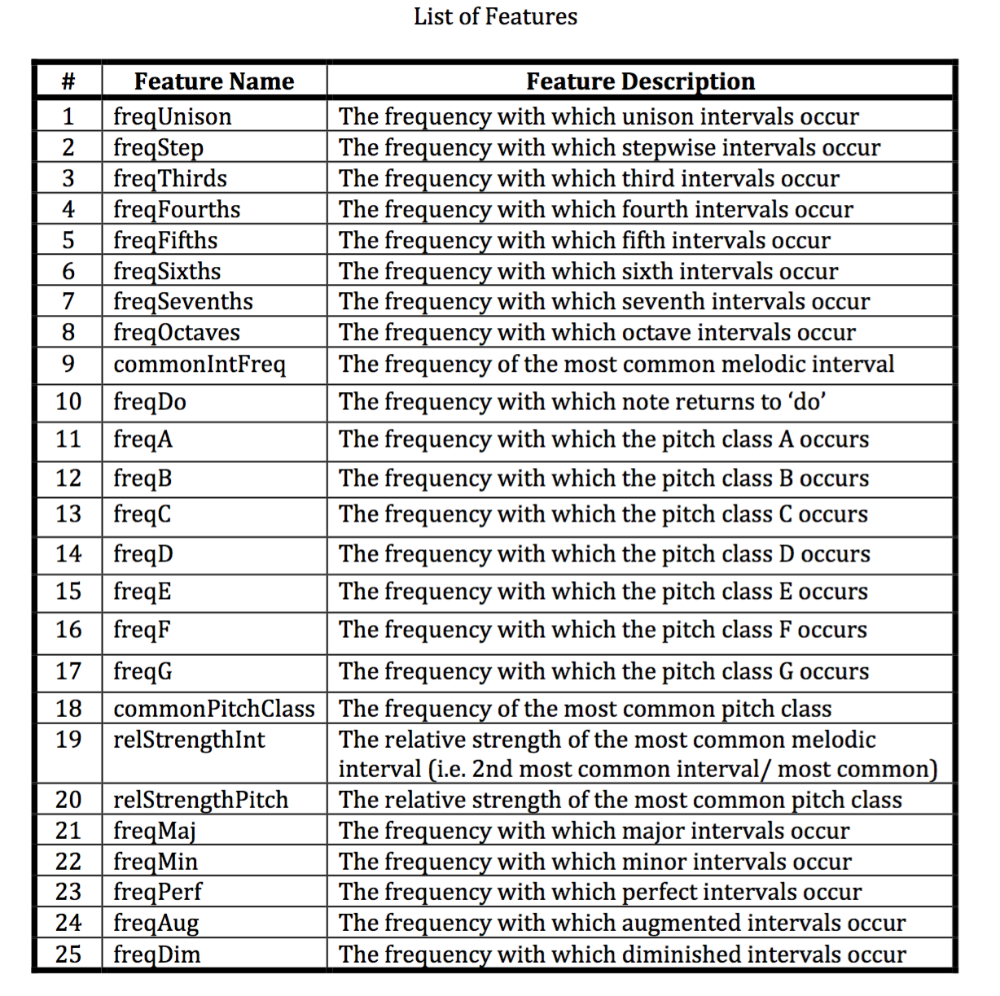 List of Features
# Feature Name Feature Description
1 freqUnison The frequency with which unison intervals occur
2 freqStep The frequency with which stepwise intervals occur
3 freqThirds The frequency with which third intervals occur
4 freqFourths The frequency with which fourth intervals occur
5 freqFifths The frequency with which fifth intervals occur
6 freqSixths The frequency with which sixth intervals occur
7 freqSevenths The frequency with which seventh intervals occur
8 freqOctaves The frequency with which octave intervals occur
9 commonIntFreq The frequency of the most common melodic interval
10 freqDo The frequency with which note returns to ‘do’
11 freqA The frequency with which the pitch class A occurs
12 freqB The frequency with which the pitch class B occurs
13 freqC The frequency with which the pitch class C occurs
14 freqD The frequency with which the pitch class D occurs
15 freqE The frequency with which the pitch class E occurs
16 freqF The frequency with which the pitch class F occurs
17 freqG The frequency with which the pitch class G occurs
18 commonPitchClass The frequency of the most common pitch class
19 relStrengthInt The relative strength of the most common melodic
interval (i.e. 2nd most common interval/ most common)
20 relStrengthPitch The relative strength of the most common pitch class
21 freqMaj The frequency with which major intervals occur
22 freqMin The frequency with which minor intervals occur
23 freqPerf The frequency with which perfect intervals occur
24 freqAug The frequency with which augmented intervals occur
25 freqDim The frequency with which diminished intervals occur